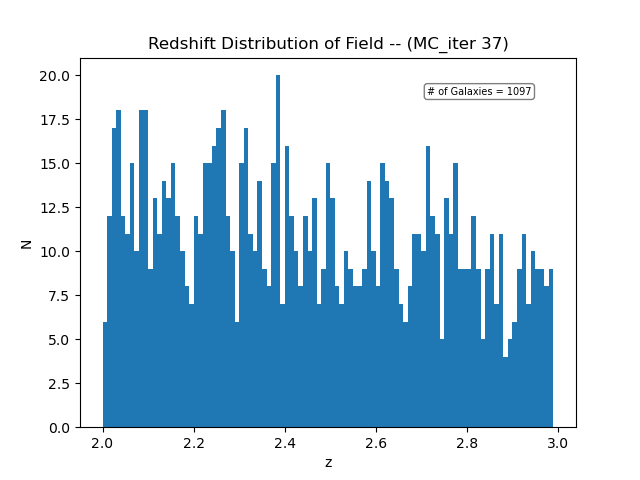 Redshift Distribution of Field -- (MC_iter 37)
# of Galaxies = 1097
N
20.0
17.5
15.0
12.5
10.0
7.5
5.0
2.5
0.0
2.0 2.2 2.4 2.6 2.8 3.0
z